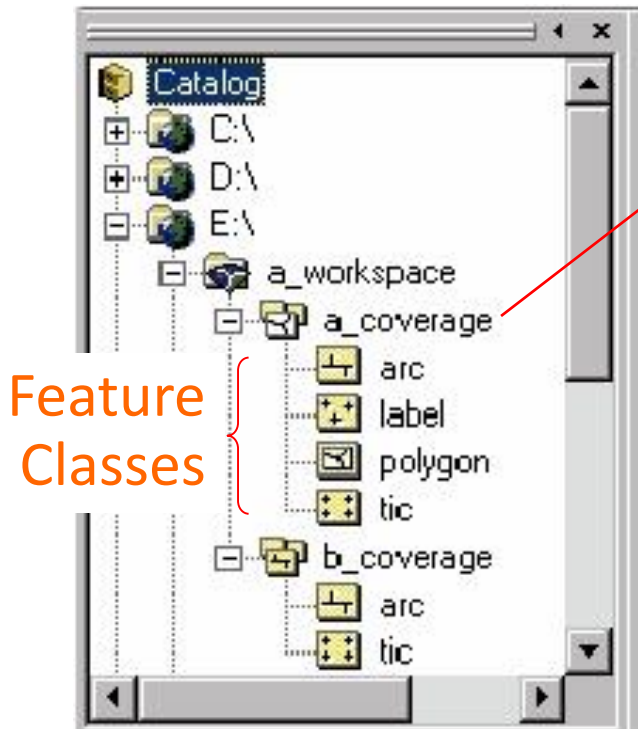 Catalog
C:\
D:\
E:\
a_workspace
a_coverage
arc
label
polygon
tic
Feature
Classes
b_coverage
arc
tic